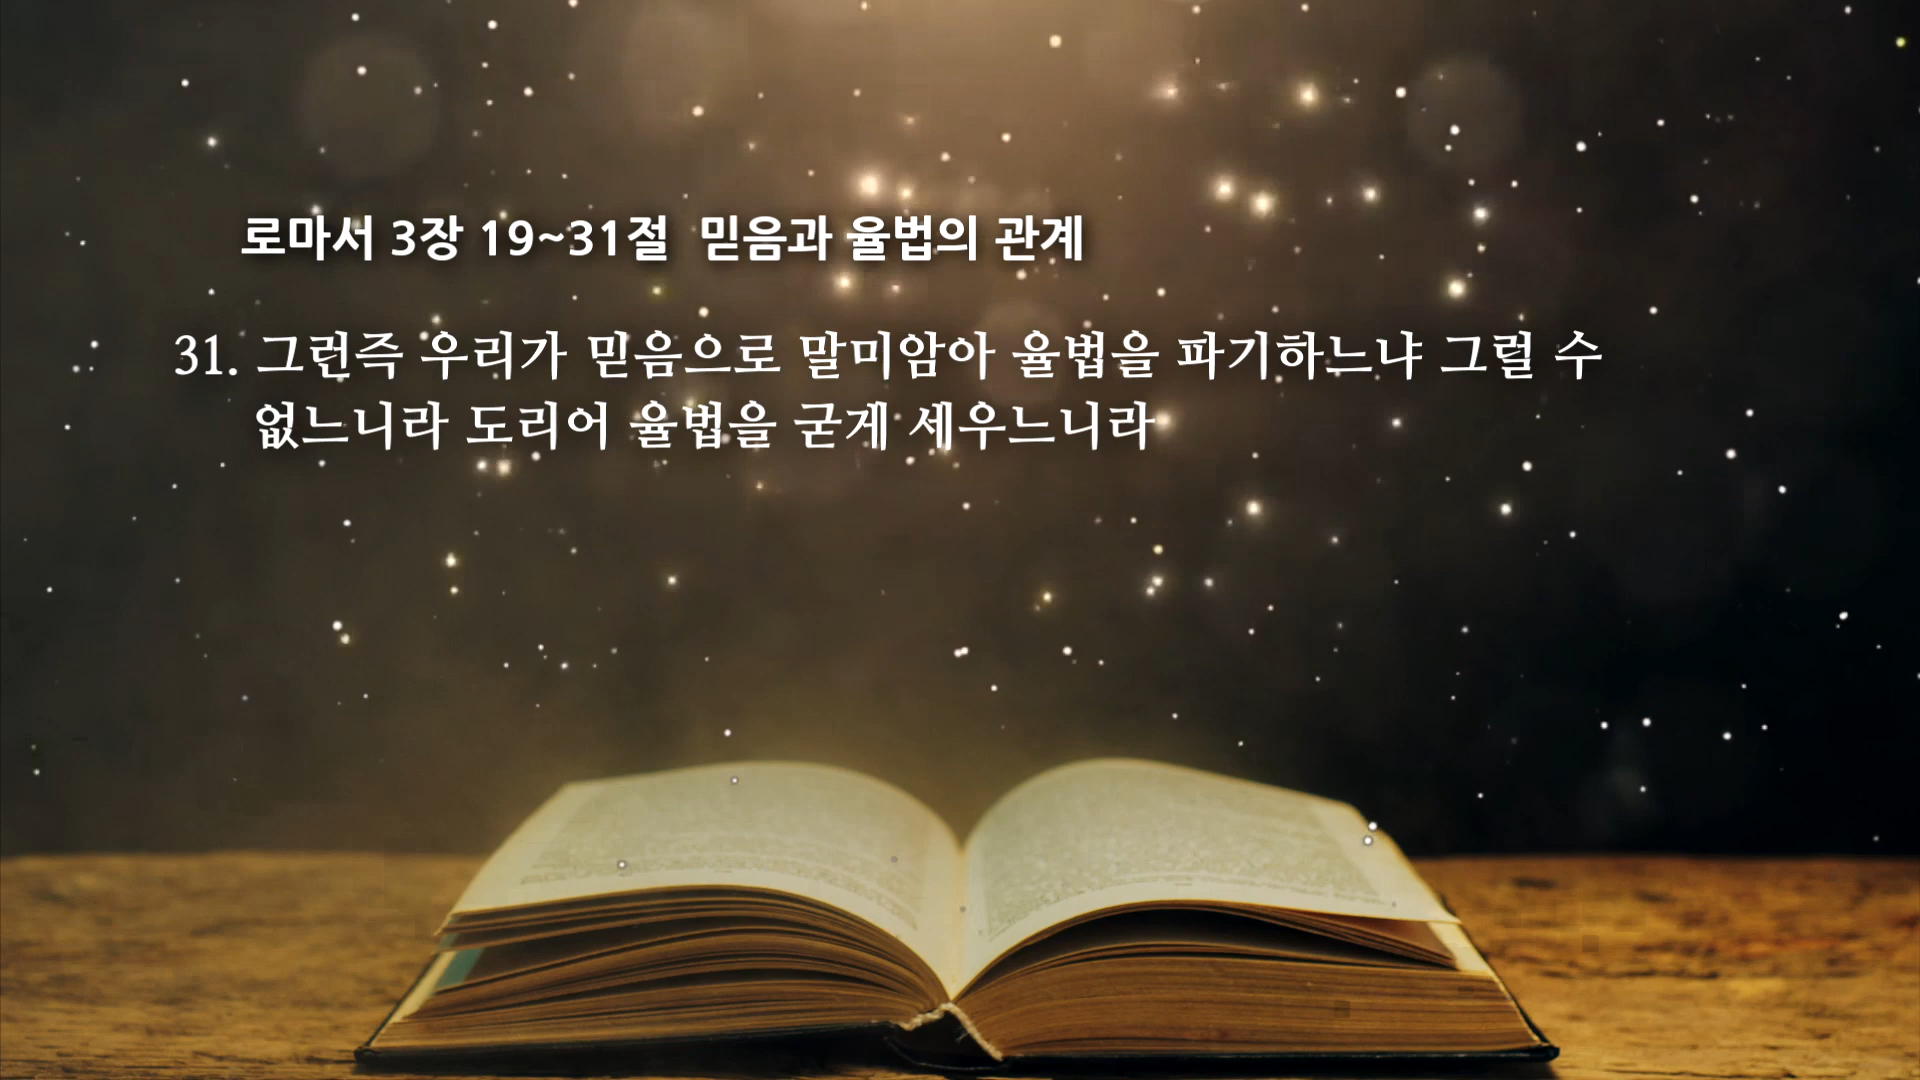 로마서 3장 19~31절 믿음과 율법의 관계
31. 그런즉 우리가 믿음으로 말미암아 율법을 파기하느냐 그럴 수
없느니라 도리어 율법을 굳게 세우느니라